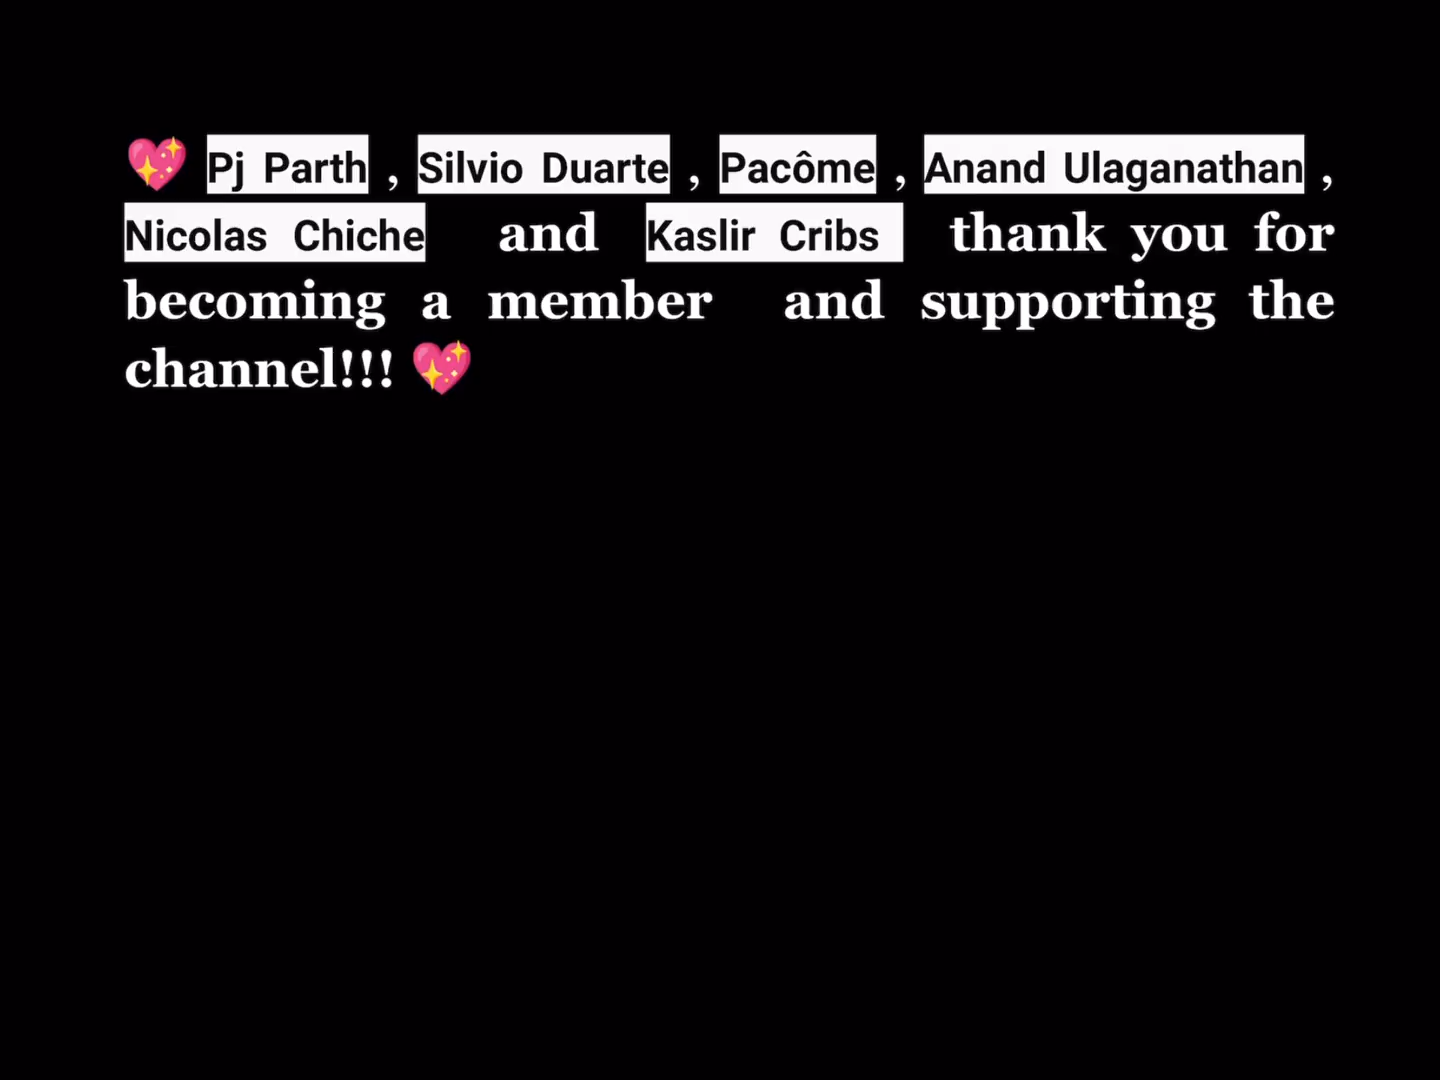 💖 Pj Parth , Silvio Duarte , Pacôme , Anand Ulaganathan ,
Nicolas Chiche and Kaslir Cribs thank you for
becoming a member and supporting the
channel!!! 💖